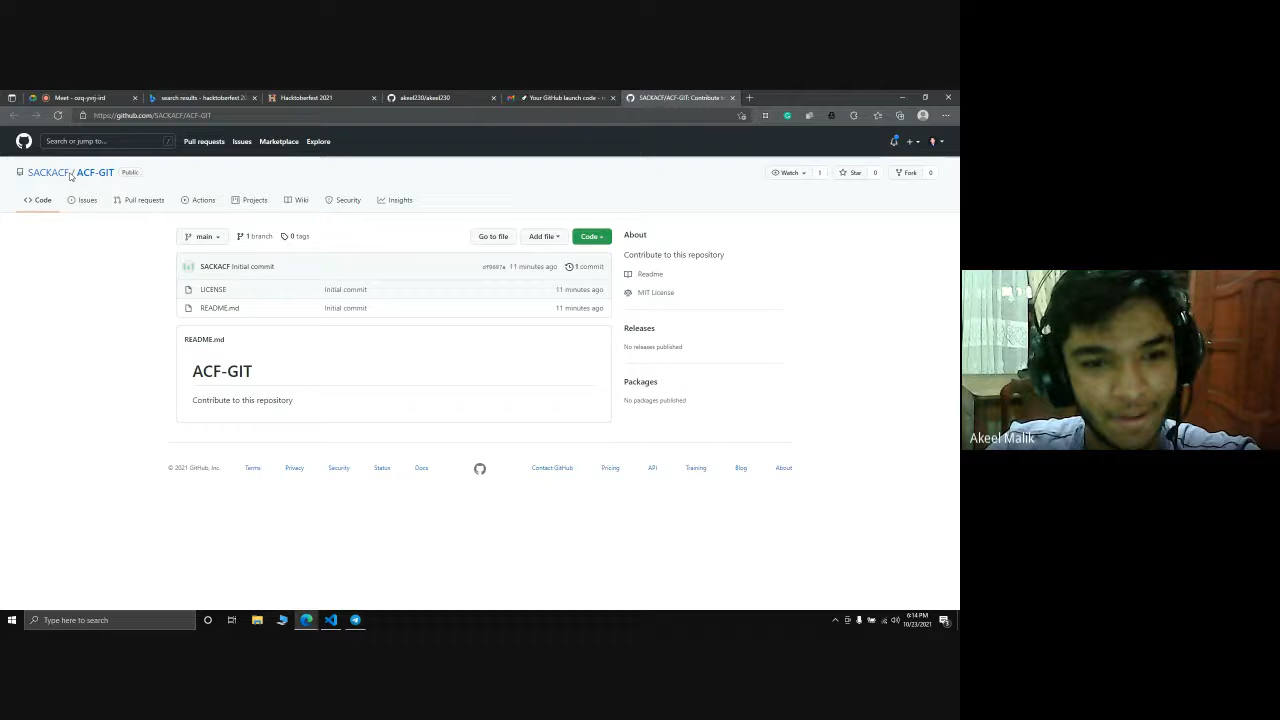 Meet - ozq-yvrj-ird
search results - hacktoberfest 20
Hacktoberfest 2021
akeel230/akeel230
Your GitHub launch code - 
SACKACF/ACF-GIT: Contribute to
https://github.com/SACKACF/ACF-GIT
Search or jump to...
/
Pull requests
Issues
Marketplace
Explore
SACKACF / ACF-GIT
Public
Watch
1
Star
0
Fork
0
Code
Issues
Pull requests
Actions
Projects
Wiki
Security
Insights
main
1 branch
0 tags
Go to file
Add file
Code
About
Contribute to this repository
SACKACF Initial commit
11 minutes ago
1 commit
Readme
LICENSE
Initial commit
11 minutes ago
MIT License
README.md
Initial commit
11 minutes ago
Releases
No releases published
README.md
ACF-GIT
Contribute to this repository
Packages
No packages published
© 2021 GitHub, Inc.
Terms
Privacy
Security
Status
Docs
Contact GitHub
Pricing
API
Training
Blog
About
Akeel Malik
Type here to search
6:14 PM
10/23/2021